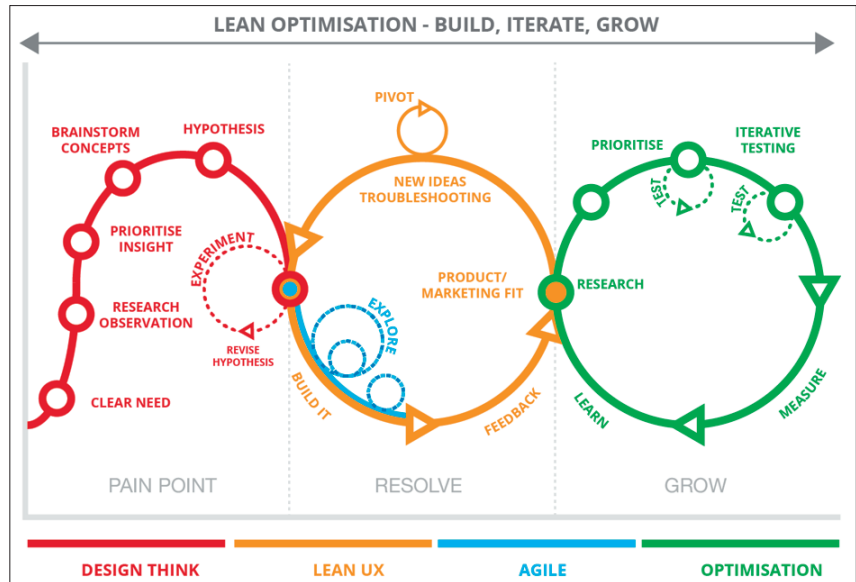 LEAN OPTIMISATION - BUILD, ITERATE, GROW
BRAINSTORM
CONCEPTS
HYPOTHESIS
PRIORITISE
INSIGHT
RESEARCH
OBSERVATION
CLEAR NEED
EXPERIMENT
REVISE
HYPOTHESIS
PIVOT
NEW IDEAS
TROUBLESHOOTING
PRODUCT/
MARKETING FIT
EXPLORE
BUILD IT
FEEDBACK
PRIORITISE
ITERATIVE
TESTING
TEST
TEST
RESEARCH
LEARN
MEASURE
PAIN POINT
RESOLVE
GROW
DESIGN THINK
LEAN UX
AGILE
OPTIMISATION